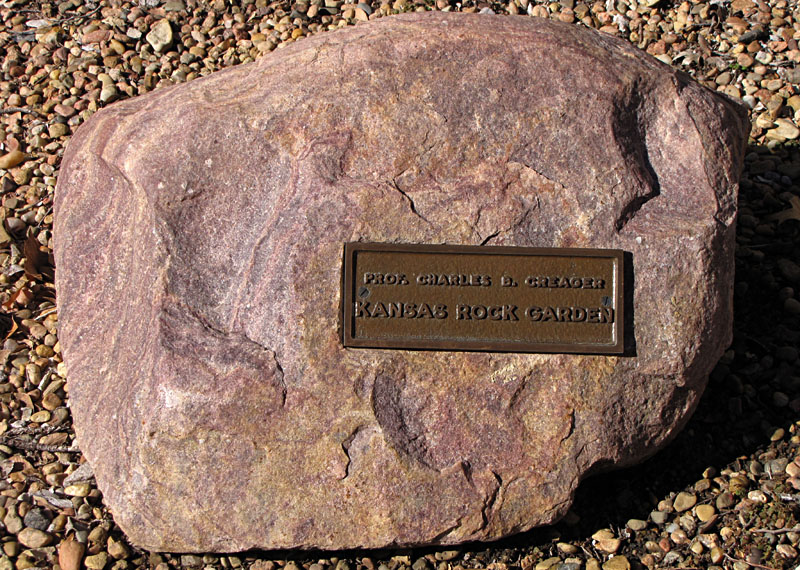 PROF. CHARLES B. CREAGER
KANSAS ROCK GARDEN